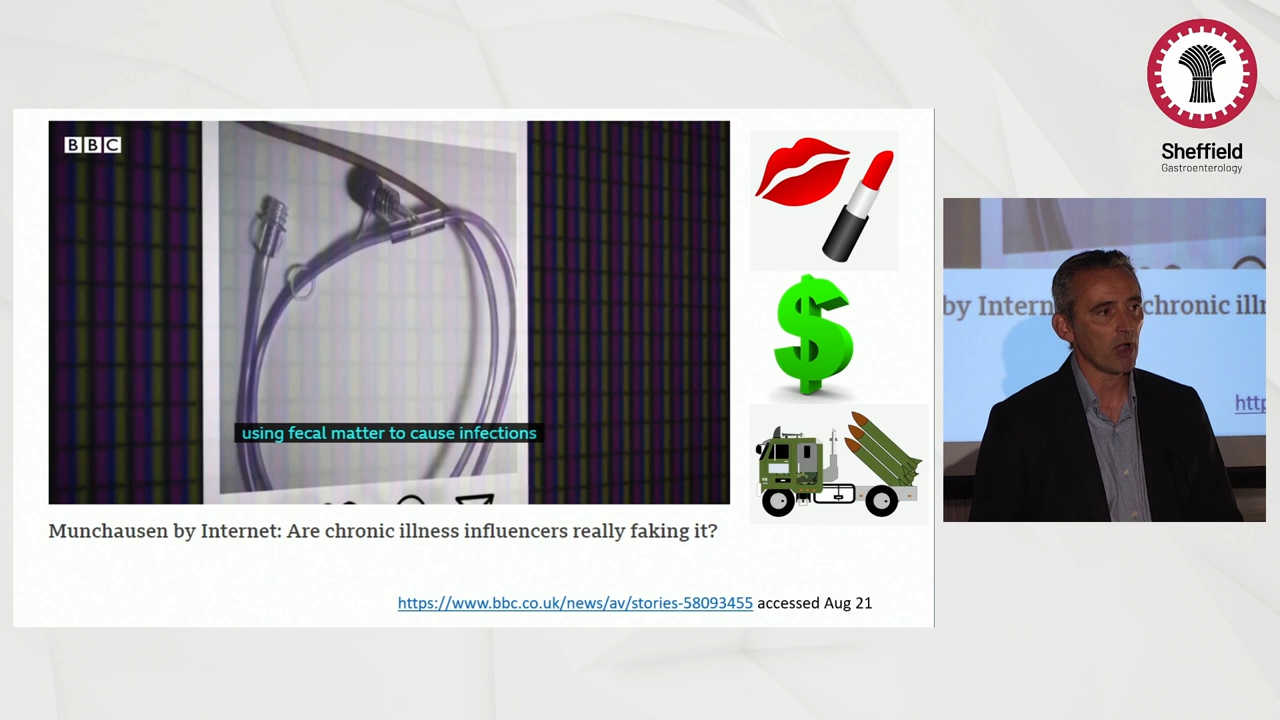 BBC
using fecal matter to cause infections
Munchausen by Internet: Are chronic illness influencers really faking it?
https://www.bbc.co.uk/news/av/stories-58093455 accessed Aug 21
Sheffield
Gastroenterology
by Intern chronic ill
http